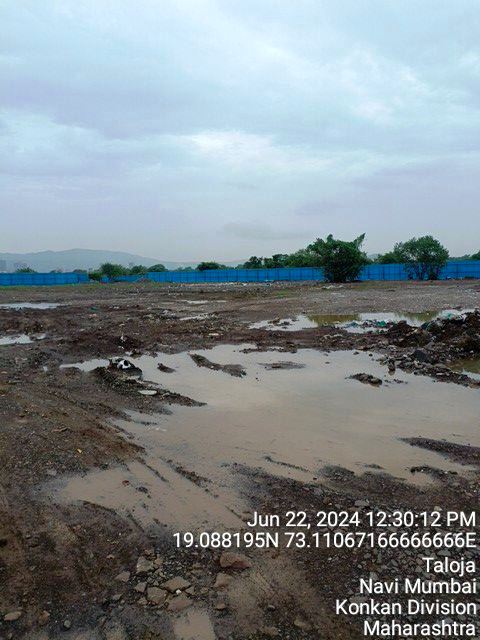 Jun 22, 2024 12:30:12 PM
19.088195N 73.11067166666666E
Taloja
Navi Mumbai
Konkan Division
Maharashtra